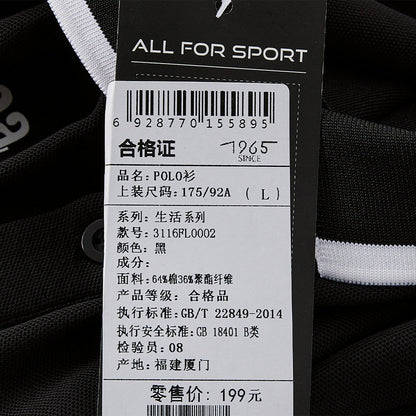 ALL FOR SPORT
6 928770 155895
合格证 1965
SINCE
品名:POLO衫
上装尺码:175/92A ( L )
系列: 生活系列
款号: 3116FL0002
颜色: 黑
成分:
面料: 64%棉36%聚酯纤维
产品等级: 合格品
执行标准:GB/T 22849-2014
执行安全标准:GB 18401 B类
检验员:08
产地: 福建厦门
零售价: 199元